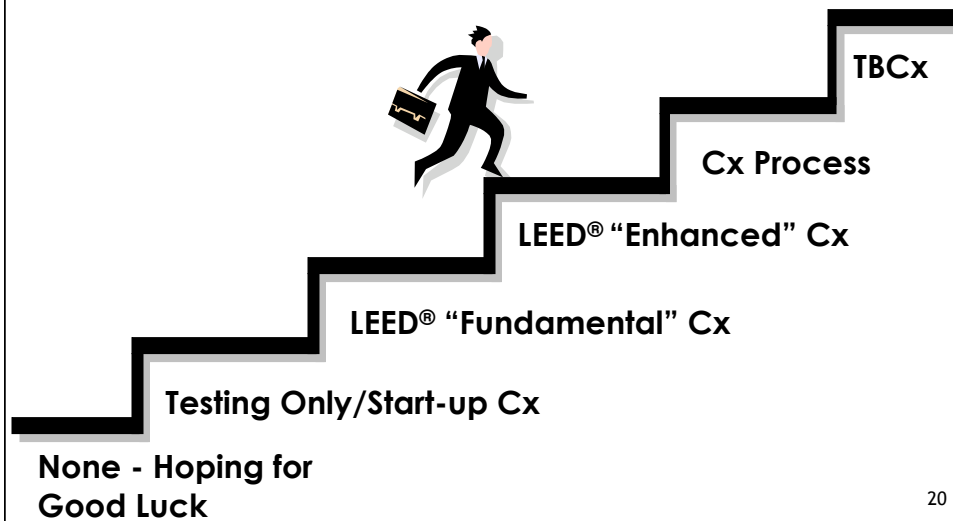 TBCx
Cx Process
LEED® “Enhanced” Cx
LEED® “Fundamental” Cx
Testing Only/Start-up Cx
None - Hoping for
Good Luck
20